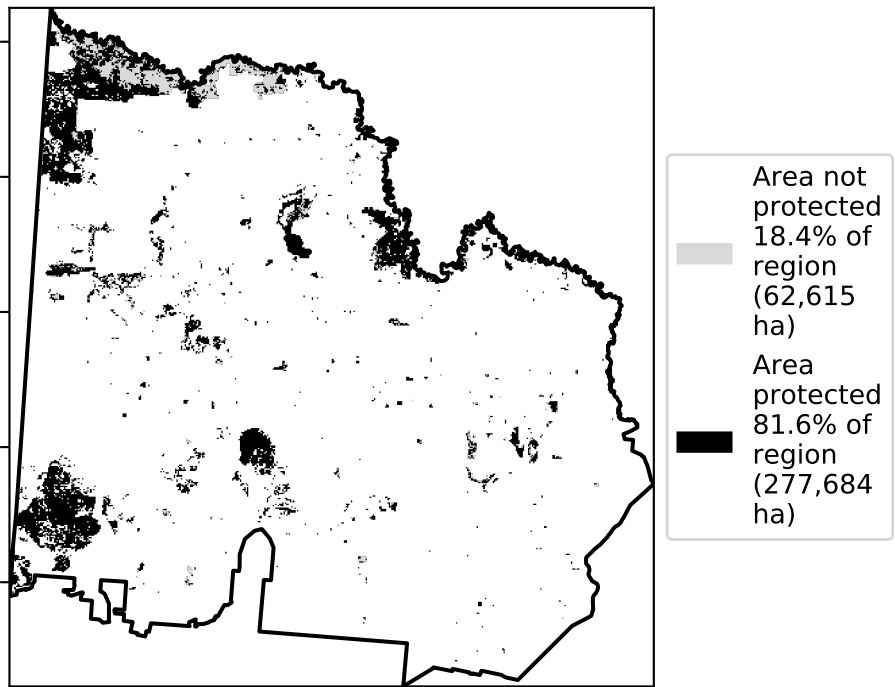 Area not
protected
18.4% of
region
(62,615
ha)
Area
protected
81.6% of
region
(277,684
ha)